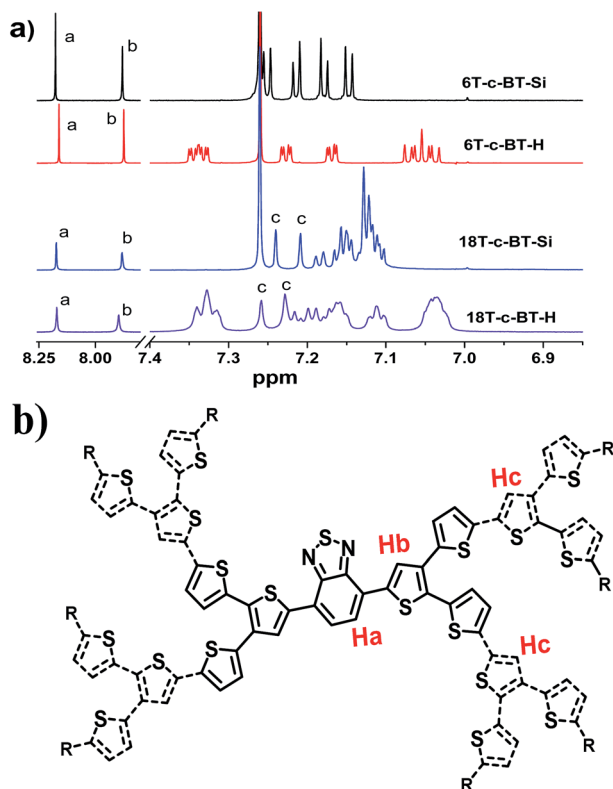 a)
a
b
6T-c-BT-Si
a
b
6T-c-BT-H
a
b
c
c
18T-c-BT-Si
a
b
c
c
18T-c-BT-H
8.25 8.00 7.4 7.3 7.2 7.1 7.0 6.9
ppm
b)
R
R
S
S
R
S
R
S
Hc
S
S
S
N
N
S
Hb
S
S
R
S
Ha
S
S
R
Hc
S
S
S
S
S
S
R
S
S
R
R